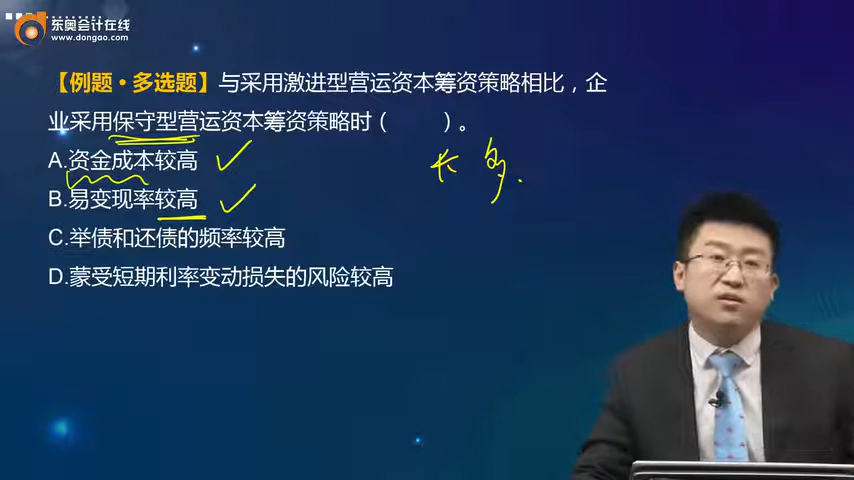 东奥会计在线
www.dongao.com
【例题·多选题】与采用激进型营运资本筹资策略相比，企
业采用保守型营运资本筹资策略时（　　）。
A.资金成本较高
长 多.
B.易变现率较高
C.举债和还债的频率较高
D.蒙受短期利率变动损失的风险较高